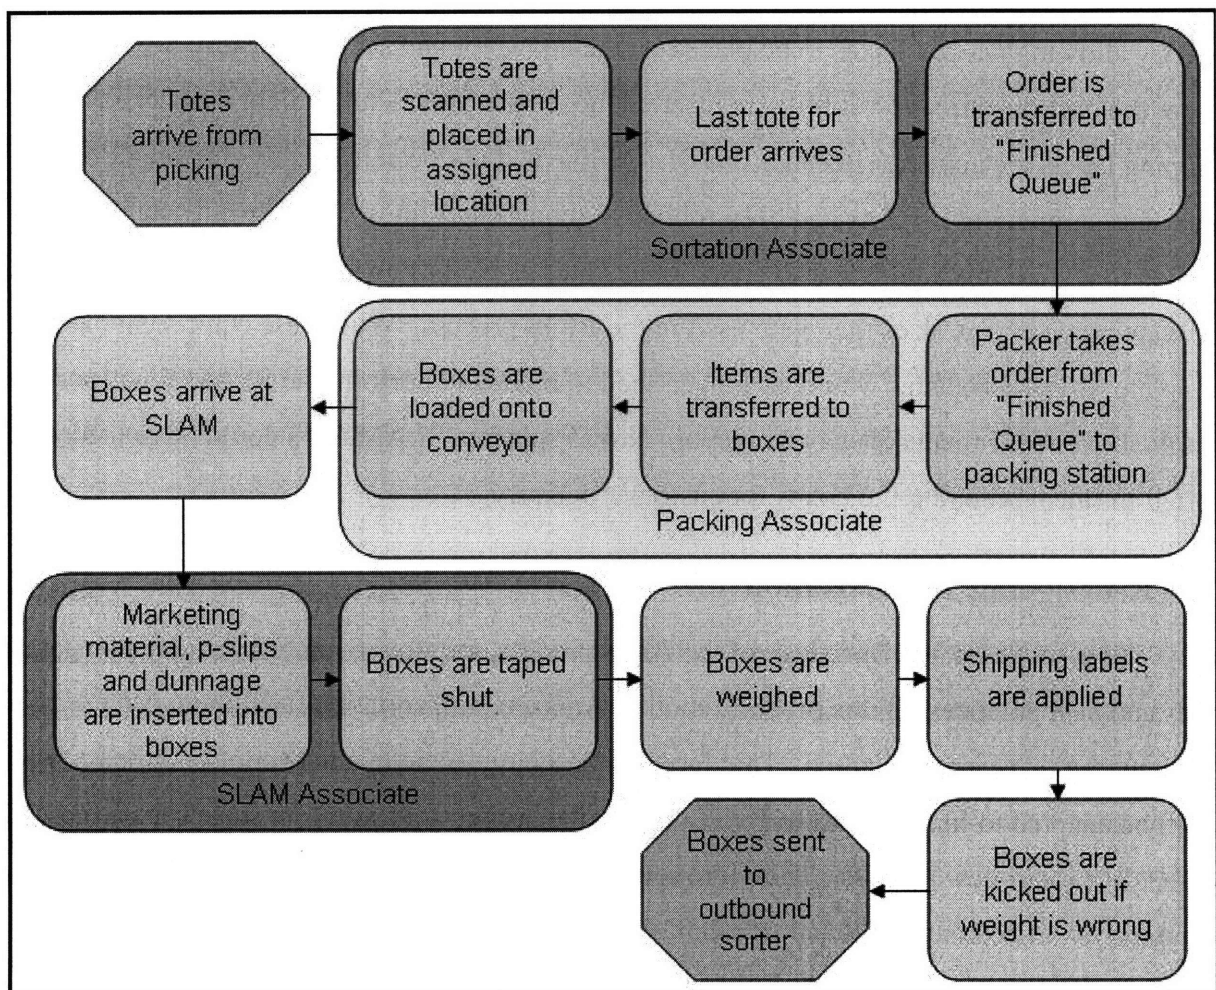 Totes
arrive from
picking
Totes are
scanned and
placed in
assigned
location
Last tote for
order arrives
Order is
transferred to
"Finished
Queue"
Sortation Associate
Packer takes
order from
"Finished
Queue" to
packing station
Items are
transferred to
boxes
Boxes are
loaded onto
conveyor
Packing Associate
Boxes arrive at
SLAM
Marketing
material, p-slips
and dunnage
are inserted into
boxes
Boxes are taped
shut
SLAM Associate
Boxes are
weighed
Shipping labels
are applied
Boxes are
kicked out if
weight is wrong
Boxes sent
to
outbound
sorter